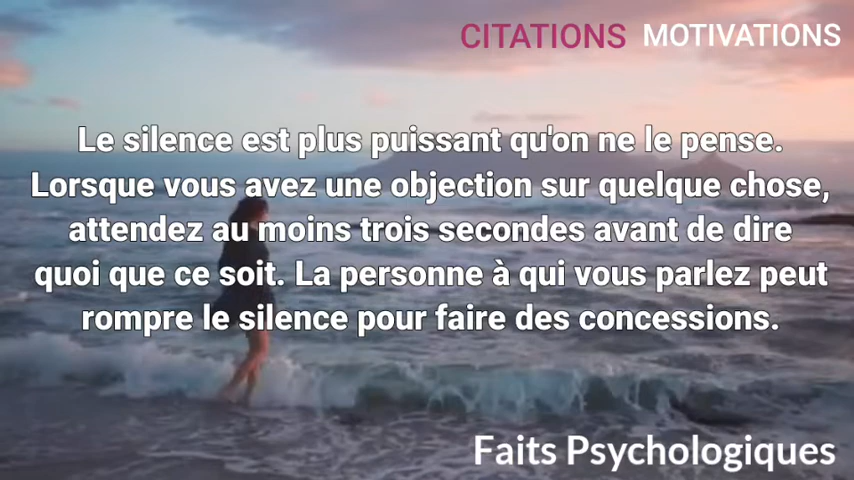 CITATIONS MOTIVATIONS
Le silence est plus puissant qu'on ne le pense.
Lorsque vous avez une objection sur quelque chose,
attendez au moins trois secondes avant de dire
quoi que ce soit. La personne à qui vous parlez peut
rompre le silence pour faire des concessions.
Faits Psychologiques